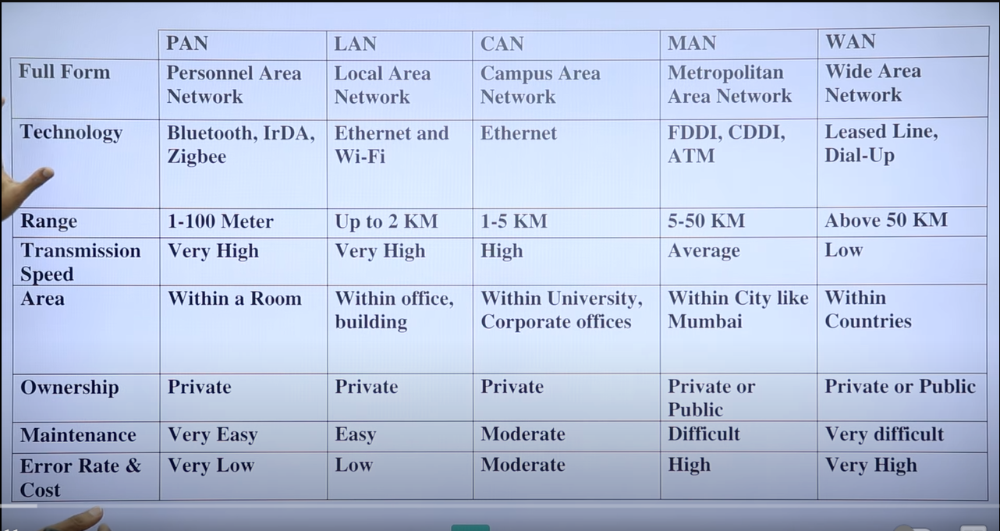 PAN LAN CAN MAN WAN
Full Form Personnel Area Local Area Campus Area Metropolitan Wide Area
Network Network Network Area Network Network
Technology Bluetooth, IrDA, Ethernet and Ethernet FDDI, CDDI, Leased Line,
Zigbee Wi-Fi ATM Dial-Up
Range 1-100 Meter Up to 2 KM 1-5 KM 5-50 KM Above 50 KM
Transmission Very High Very High High Average Low
Speed
Area Within a Room Within office, Within University, Within City like Within
building Corporate offices Mumbai Countries
Ownership Private Private Private Private or Private or Public
Public
Maintenance Very Easy Easy Moderate Difficult Very difficult
Error Rate & Very Low Low Moderate High Very High
Cost